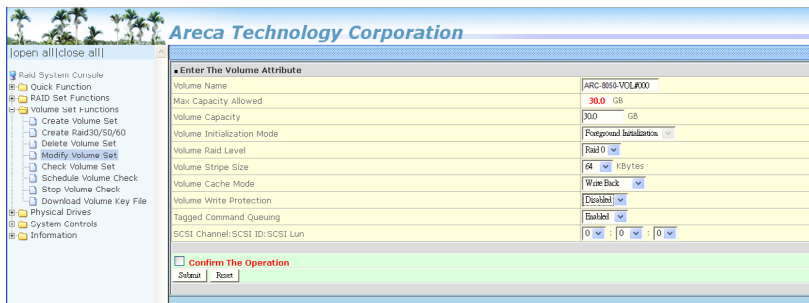 Areca Technology Corporation
|open all|close all|
Raid System Console
Quick Function
RAID Set Functions
Volume Set Functions
Create Volume Set
Create Raid30/50/60
Delete Volume Set
Modify Volume Set
Check Volume Set
Schedule Volume Check
Stop Volume Check
Download Volume Key File
Physical Drives
System Controls
Information
Enter The Volume Attribute
Volume Name ARC-8050-VOL#000
Max Capacity Allowed 30.0 GB
Volume Capacity 30.0 GB
Volume Initialization Mode Foreground Initialization
Volume Raid Level Raid 0
Volume Stripe Size 64 KBytes
Volume Cache Mode Write Back
Volume Write Protection Disabled
Tagged Command Queuing Enabled
SCSI Channel:SCSI ID:SCSI Lun 0 : 0 : 0
Confirm The Operation
Submit Reset